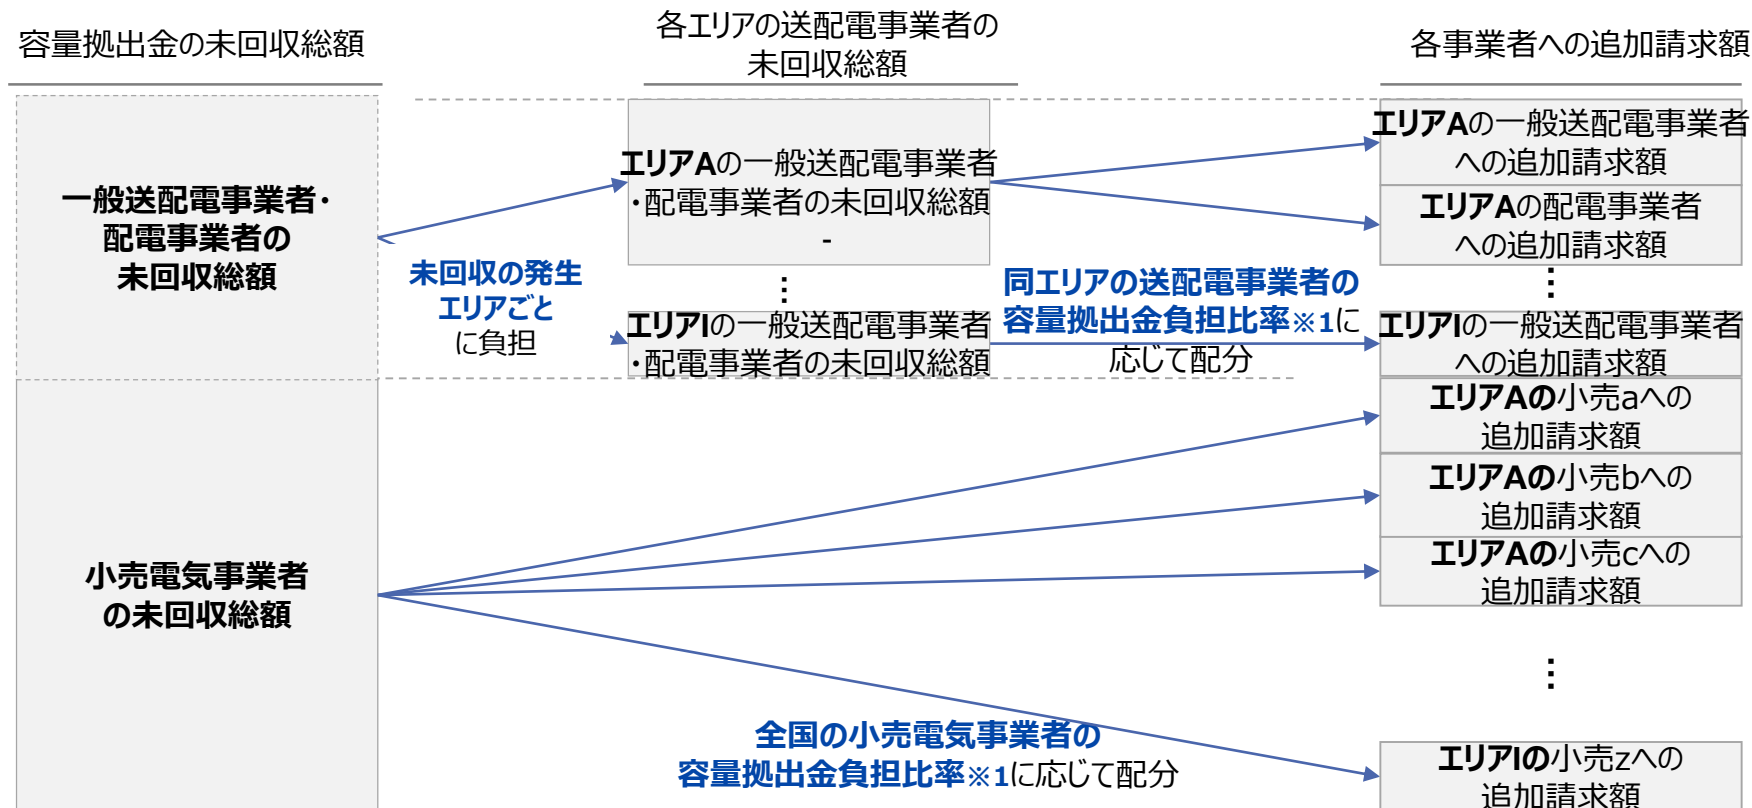 容量拠出金の未回収総額
各エリアの送配電事業者の
未回収総額
各事業者への追加請求額
一般送配電事業者・
配電事業者の
未回収総額
エリアAの一般送配電事業者
・配電事業者の未回収総額
-
エリアAの一般送配電事業者
への追加請求額
エリアAの配電事業者
への追加請求額
未回収の発生
エリアごと
に負担
⋮
エリアIの一般送配電事業者
・配電事業者の未回収総額
同エリアの送配電事業者の
容量拠出金負担比率※1に
応じて配分
⋮
エリアIの一般送配電事業者
への追加請求額
小売電気事業者
の未回収総額
エリアAの小売aへの
追加請求額
エリアAの小売bへの
追加請求額
エリアAの小売cへの
追加請求額
⋮
全国の小売電気事業者の
容量拠出金負担比率※1に応じて配分
エリアIの小売zへの
追加請求額